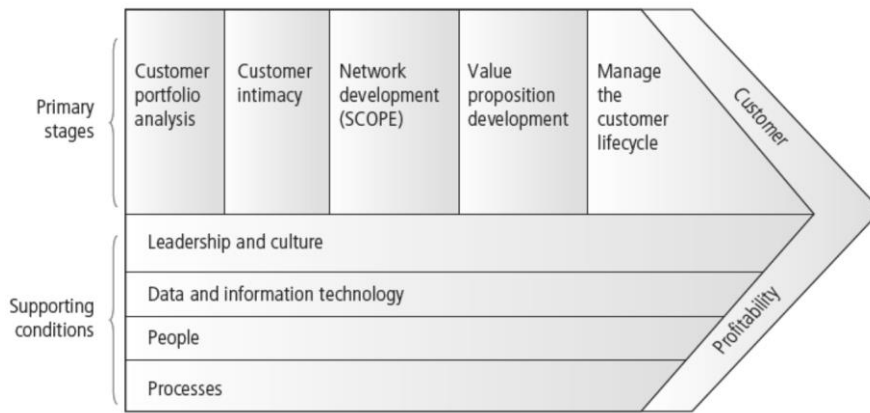 Primary
stages
Customer
portfolio
analysis
Customer
intimacy
Network
development
(SCOPE)
Value
proposition
development
Manage
the
customer
lifecycle
Customer
Supporting
conditions
Leadership and culture
Data and information technology
People
Processes
Profitability